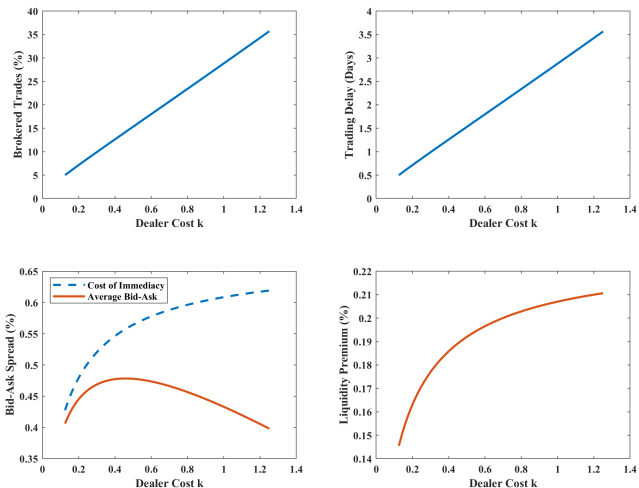 40
35
30
25
20
15
10
5
0
Brokered Trades (%)
0 0.2 0.4 0.6 0.8 1 1.2 1.4
Dealer Cost k
4
3.5
3
2.5
2
1.5
1
0.5
0
Trading Delay (Days)
0 0.2 0.4 0.6 0.8 1 1.2 1.4
Dealer Cost k
0.65
0.6
0.55
0.5
0.45
0.4
0.35
Bid-Ask Spread (%)
Cost of Immediacy
Average Bid-Ask
0 0.2 0.4 0.6 0.8 1 1.2 1.4
Dealer Cost k
0.22
0.21
0.2
0.19
0.18
0.17
0.16
0.15
0.14
Liquidity Premium (%)
0 0.2 0.4 0.6 0.8 1 1.2 1.4
Dealer Cost k